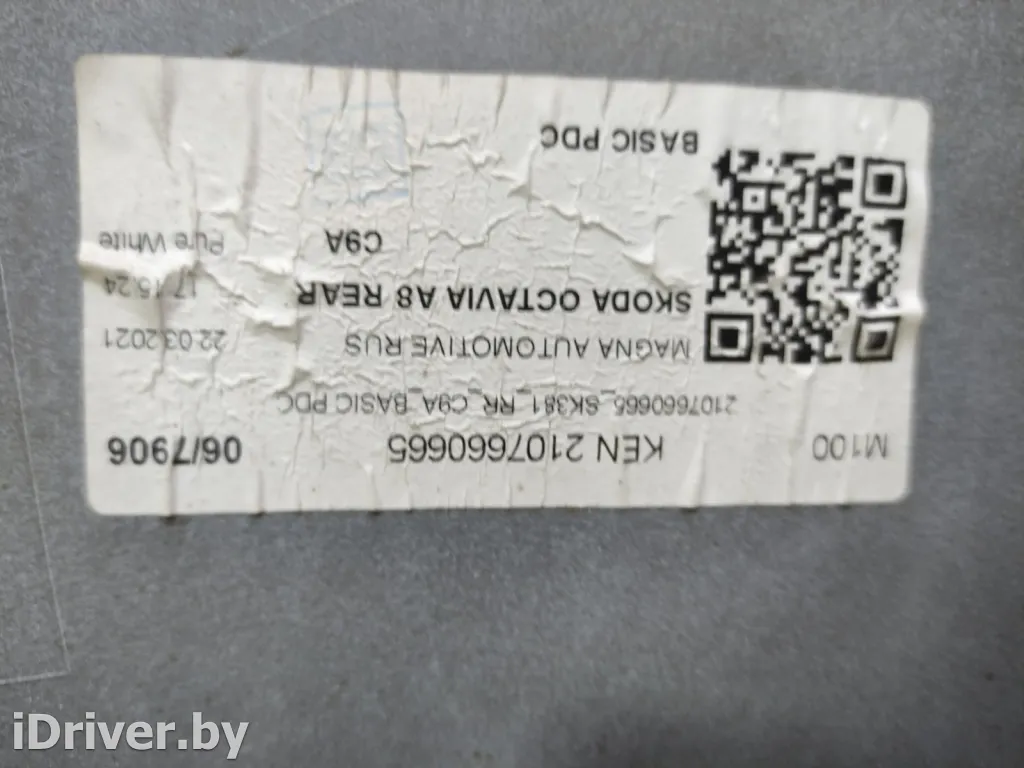 M100 KEN 2107660665 06/7906
2107660665_SK381_RR_C9A_BASIC PDC
MAGNA AUTOMOTIVE RUS 22.03.2021
SKODA OCTAVIA A8 REAR 17:15:24
C9A Pure White
BASIC PDC
iDriver.by